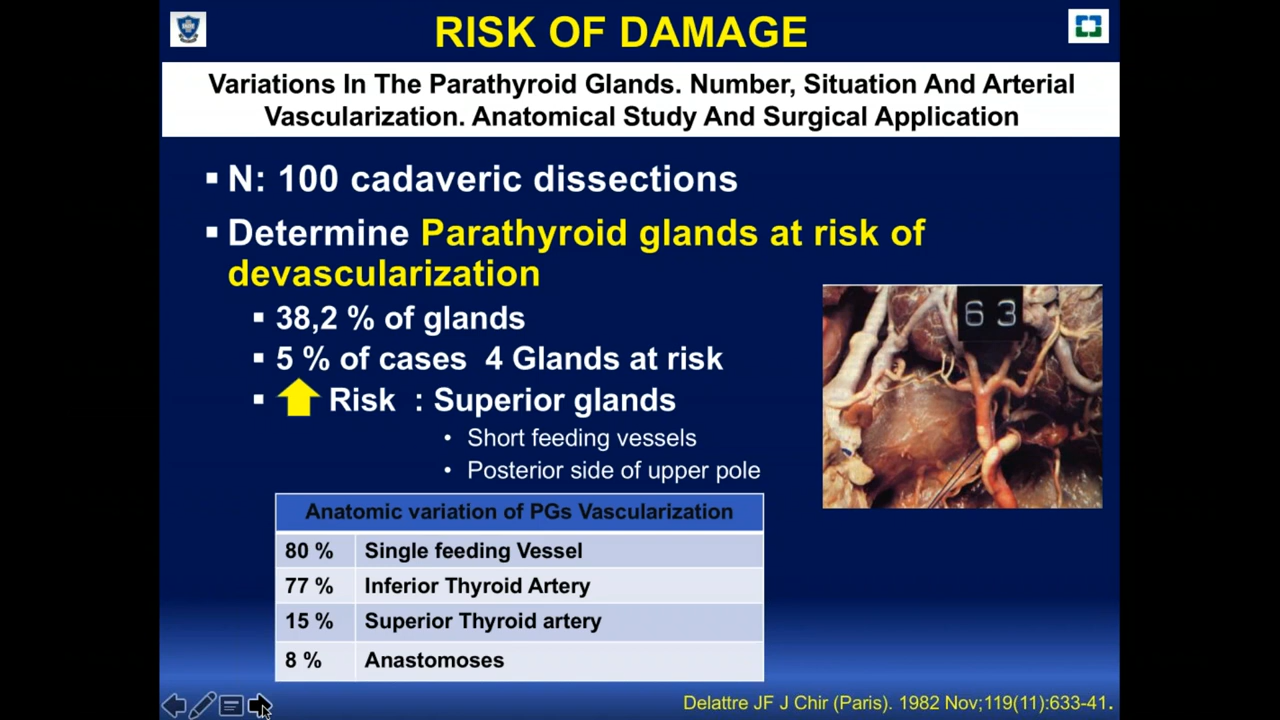 RISK OF DAMAGE
Variations In The Parathyroid Glands. Number, Situation And Arterial
Vascularization. Anatomical Study And Surgical Application
▪ N: 100 cadaveric dissections
▪ Determine Parathyroid glands at risk of
devascularization
▪ 38,2 % of glands
▪ 5 % of cases 4 Glands at risk
▪ Risk : Superior glands
• Short feeding vessels
• Posterior side of upper pole
63
Anatomic variation of PGs Vascularization
80 % Single feeding Vessel
77 % Inferior Thyroid Artery
15 % Superior Thyroid artery
8 % Anastomoses
Delattre JF J Chir (Paris). 1982 Nov;119(11):633-41.